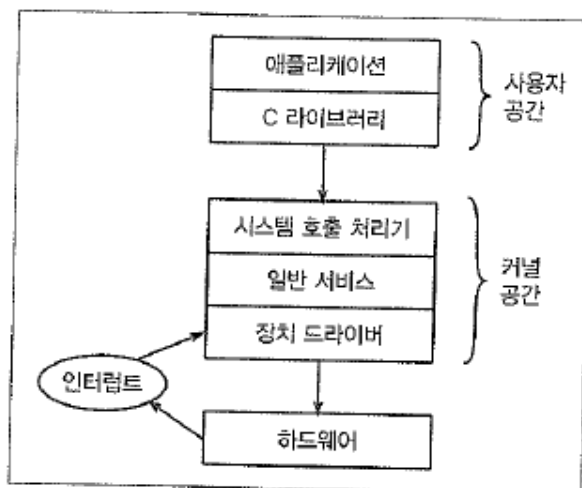 애플리케이션
C 라이브러리
사용자
공간
시스템 호출 처리기
일반 서비스
장치 드라이버
커널
공간
인터럽트
하드웨어